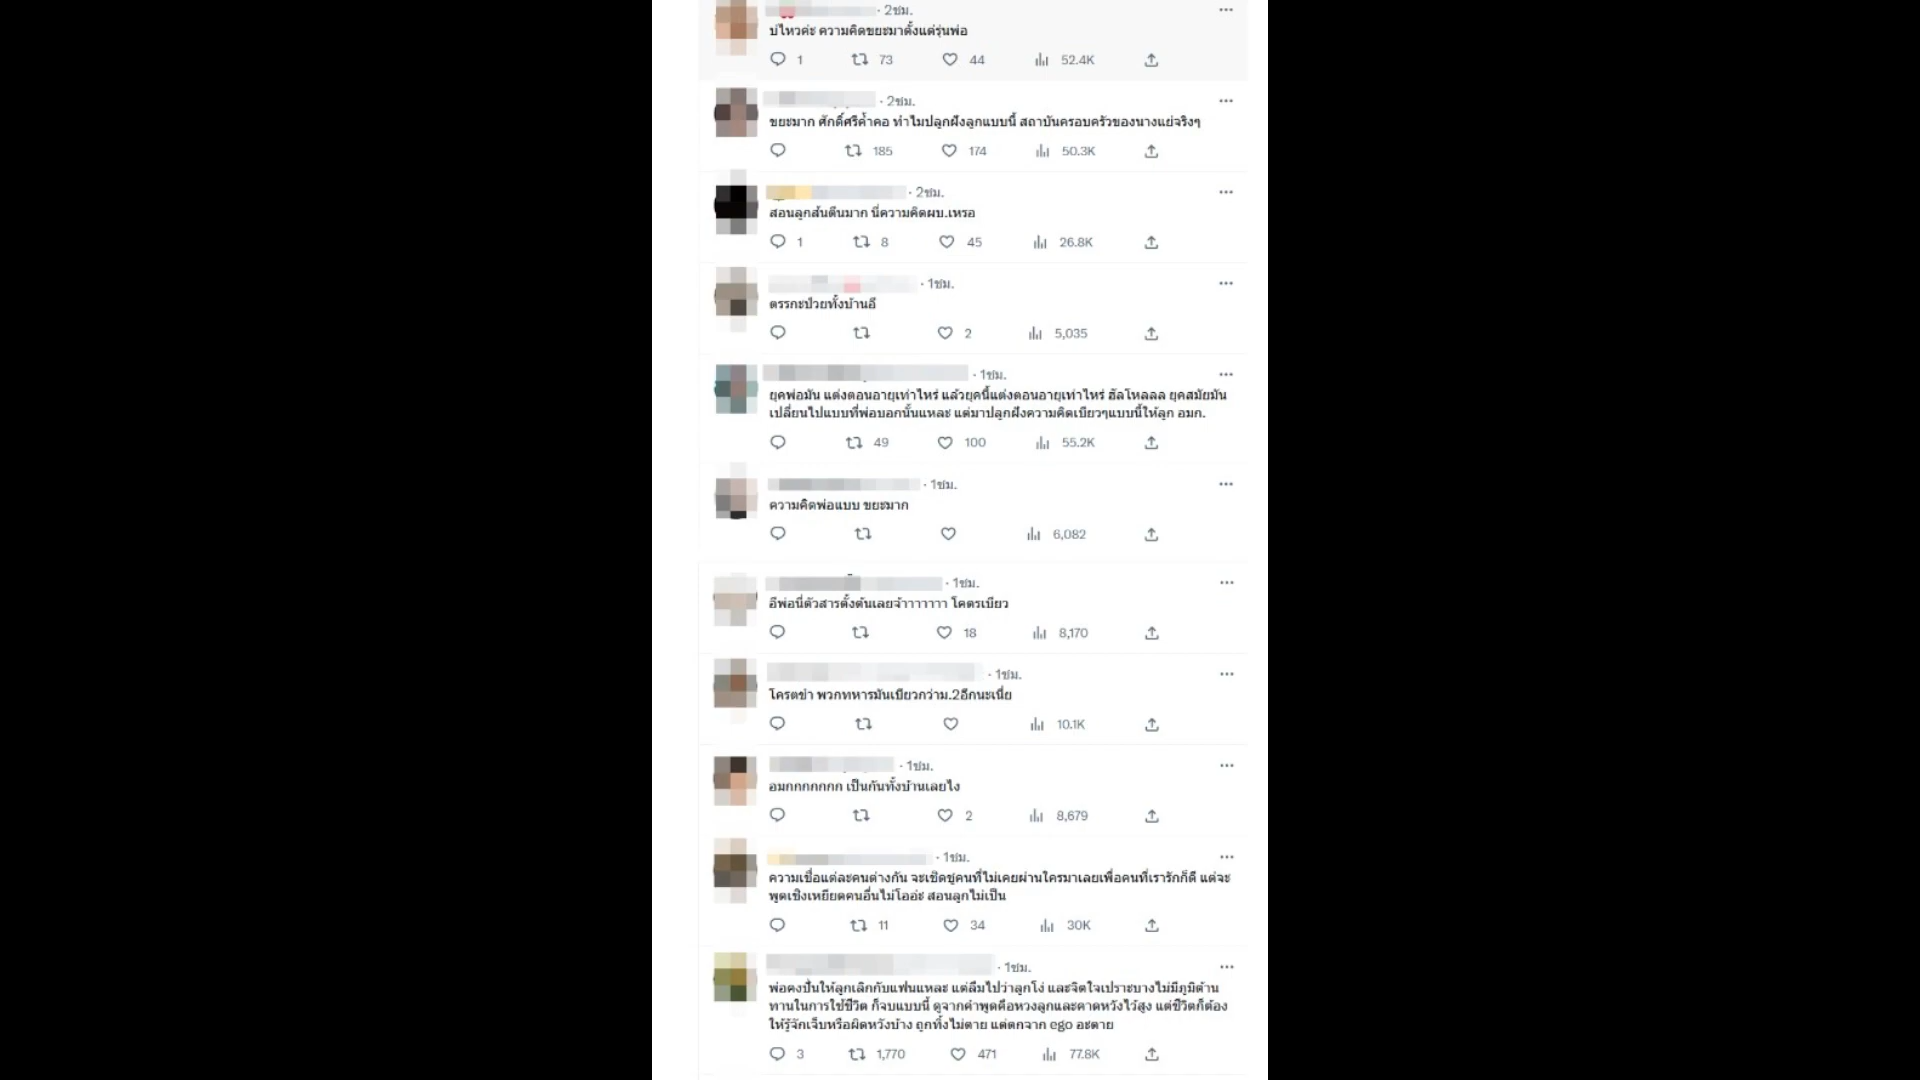 · 2ชม.
บ่ไหวค่ะ ความคิดขยะมาตั้งแต่รุ่นพ่อ
1 73 44 52.4K
· 2ชม.
ขยะมาก ศักดิ์ศรีค้ำคอ ทำไมปลูกฝังลูกแบบนี้ สถาบันครอบครัวของนางแย่จริงๆ
185 174 50.3K
· 2ชม.
สอนลูกส้นตีนมาก นี่ความคิดผบ.เหรอ
1 8 45 26.8K
· 1ชม.
ตรรกะป่วยทั้งบ้านอี
2 5,035
· 1ชม.
ยุคพ่อมัน แต่งตอนอายุเท่าไหร่ แล้วยุคนี้แต่งตอนอายุเท่าไหร่ ฮัลโหลลล ยุคสมัยมัน
เปลี่ยนไปแบบที่พ่อบอกนั้นแหละ แต่มาปลูกฝังความคิดเบียวๆแบบนี้ให้ลูก อมก.
49 100 55.2K
· 1ชม.
ความคิดพ่อแบบ ขยะมาก
6,082
· 1ชม.
อีพ่อนี่ตัวสารตั้งต้นเลยจ้าาาาาาา โคตรเบียว
18 8,170
· 1ชม.
โครตขำ พวกทหารมันเบียวกว่าม.2อีกนะเนี่ย
10.1K
· 1ชม.
อมกกกกกกก เป็นกันทั้งบ้านเลยไง
2 8,679
· 1ชม.
ความเชื่อแต่ละคนต่างกัน จะเชิดชูคนที่ไม่เคยผ่านใครมาเลยเพื่อคนที่เรารักก็ดี แต่จะ
พูดเชิงเหยียดคนอื่นไม่โออ่ะ สอนลูกไม่เป็น
11 34 30K
· 1ชม.
พ่อคงปั่นให้ลูกเลิกกับแฟนแหละ แต่ลืมไปว่าลูกโง่ และจิตใจเปราะบางไม่มีภูมิต้าน
ทานในการใช้ชีวิต ก็จบแบบนี้ ดูจากคำพูดคือหวงลูกและคาดหวังไว้สูง แต่ชีวิตก็ต้อง
ให้รู้จักเจ็บหรือผิดหวังบ้าง ถูกทิ้งไม่ตาย แต่ตกจาก ego อะตาย
3 1,770 471 77.8K